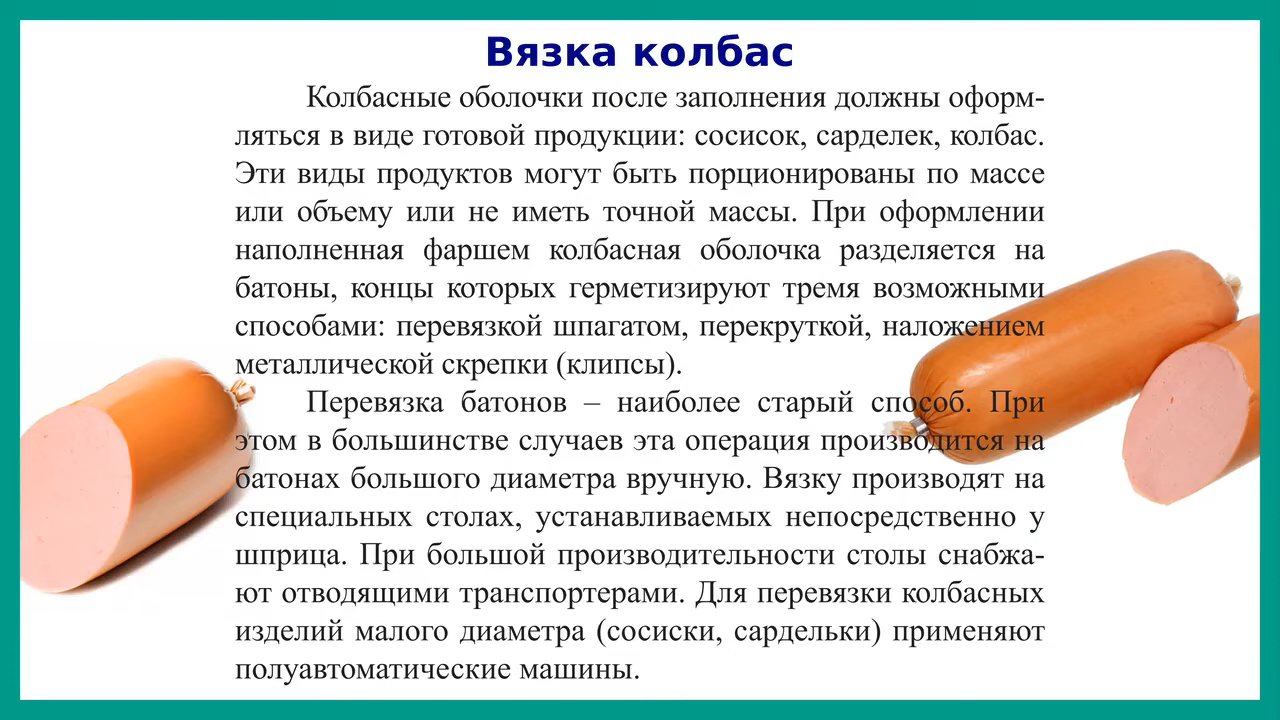 Вязка колбас
Колбасные оболочки после заполнения должны оформ-
ляться в виде готовой продукции: сосисок, сарделек, колбас.
Эти виды продуктов могут быть порционированы по массе
или объему или не иметь точной массы. При оформлении
наполненная фаршем колбасная оболочка разделяется на
батоны, концы которых герметизируют тремя возможными
способами: перевязкой шпагатом, перекруткой, наложением
металлической скрепки (клипсы).
Перевязка батонов – наиболее старый способ. При
этом в большинстве случаев эта операция производится на
батонах большого диаметра вручную. Вязку производят на
специальных столах, устанавливаемых непосредственно у
шприца. При большой производительности столы снабжа-
ют отводящими транспортерами. Для перевязки колбасных
изделий малого диаметра (сосиски, сардельки) применяют
полуавтоматические машины.